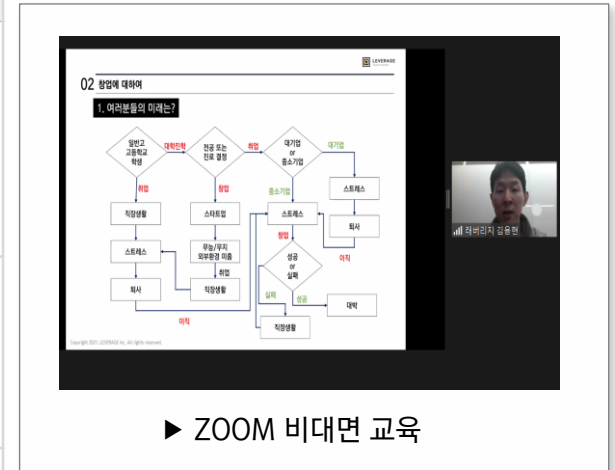 LEVERAGE
02 창업에 대하여
1. 여러분들의 미래는?
일반고
고등학교
학생
대학진학
전공 또는
진로 결정
취업
대기업
or
중소기업
대기업
취업
창업
중소기업
스트레스
직장생활
스타트업
스트레스
퇴사
스트레스
무능/무지
외부환경 미흡
창업
이직
취업
성공
or
실패
퇴사
직장생활
실패
성공
대박
이직
직장생활
Copyright 2021. LEVERAGE Inc. All rights reserved.
래버리지 김용현
▶ ZOOM 비대면 교육